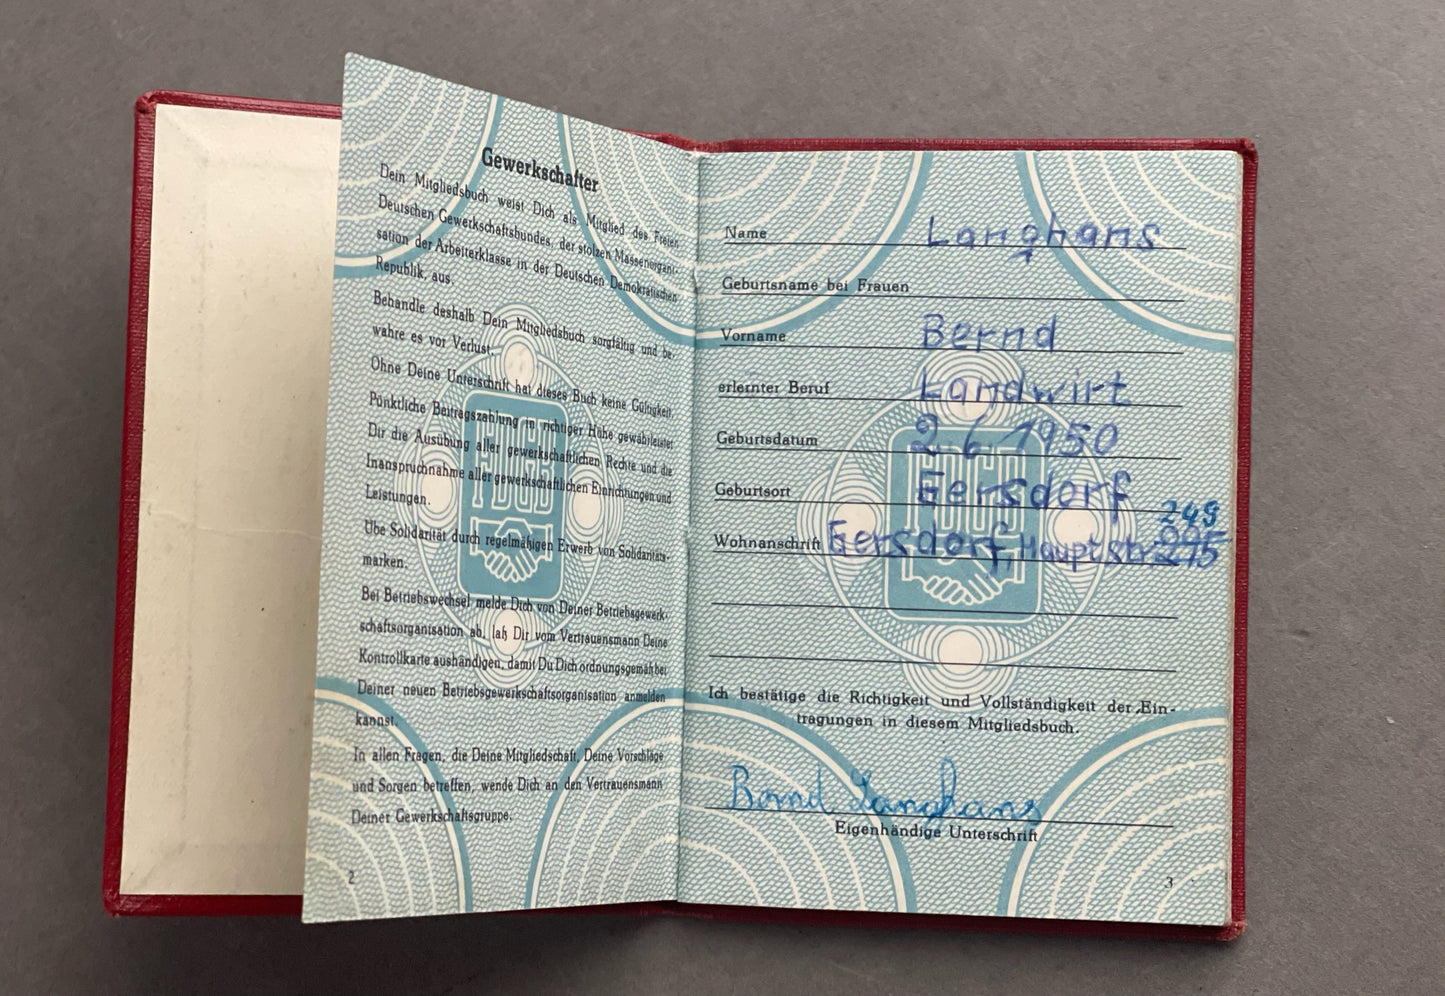 Gewerkschafter
Dein Mitgliedsbuch weist Dich als Mitglied des Freien
Deutschen Gewerkschaftsbundes, der stolzen Massenorgani-
sation der Arbeiterklasse in der Deutschen Demokratischen
Republik, aus.
Behandle deshalb Dein Mitgliedsbuch sorgfältig und be-
wahre es vor Verlust.
Ohne Deine Unterschrift hat dieses Buch keine Gültigkeit.
Pünktliche Beitragszahlung in richtiger Höhe gewährleistet
Dir die Ausübung aller gewerkschaftlichen Rechte und die
Inanspruchnahme aller gewerkschaftlichen Einrichtungen und
Leistungen.
Übe Solidarität durch regelmäßigen Erwerb von Solidaritäts-
marken.
Bei Betriebswechsel melde Dich von Deiner Betriebsgewerk-
schaftsorganisation ab, laß Dir vom Vertrauensmann Deine
Kontrollkarte aushändigen, damit Du Dich ordnungsgemäß bei
Deiner neuen Betriebsgewerkschaftsorganisation anmelden
kannst.
In allen Fragen, die Deine Mitgliedschaft, Deine Vorschläge
und Sorgen betreffen, wende Dich an den Vertrauensmann
Deiner Gewerkschaftsgruppe.
FDGB
2
Name Langhans
Geburtsname bei Frauen
Vorname Bernd
erlernter Beruf Landwirt
Geburtsdatum 2.6.1950
Geburtsort Gersdorf
249
Wohnanschrift Gersdorf, Hauptstr. 275
FDGB
Ich bestätige die Richtigkeit und Vollständigkeit der Ein-
tragungen in diesem Mitgliedsbuch.
Bernd Langhans
Eigenhändige Unterschrift
3